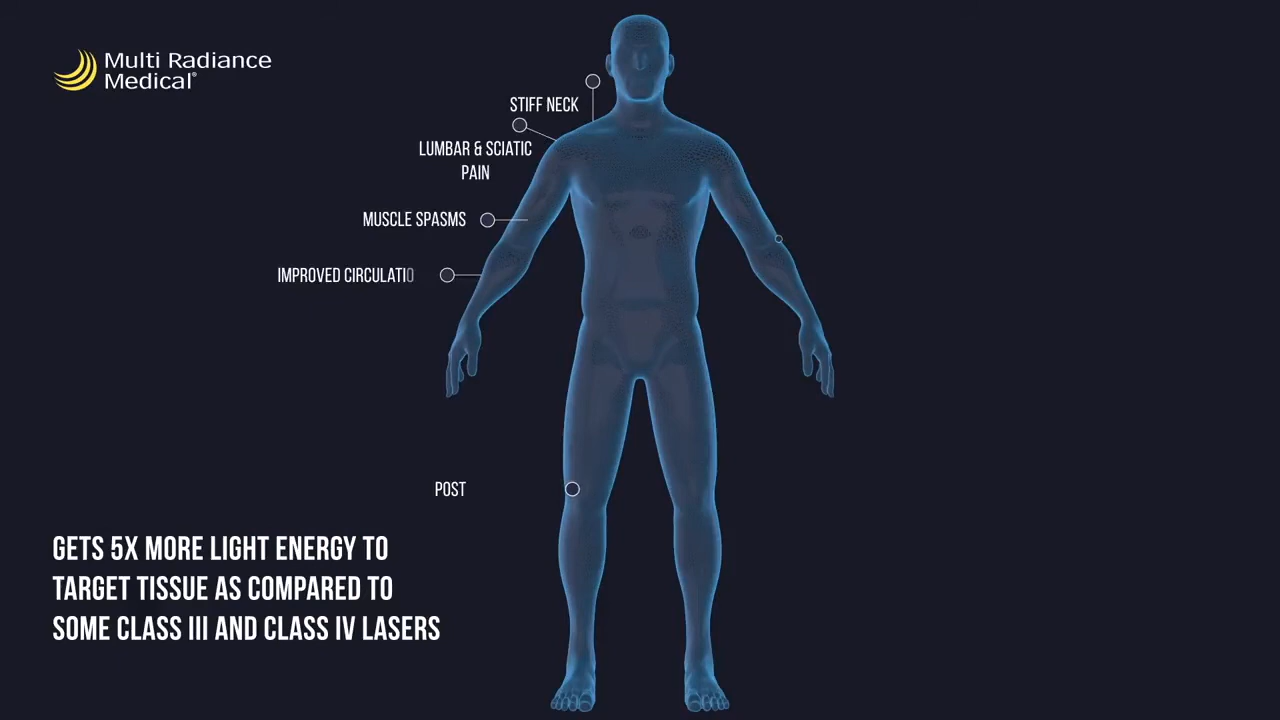 Multi Radiance
Medical®
STIFF NECK
LUMBAR & SCIATIC
PAIN
MUSCLE SPASMS
IMPROVED CIRCULATIO
POST
GETS 5X MORE LIGHT ENERGY TO
TARGET TISSUE AS COMPARED TO
SOME CLASS III AND CLASS IV LASERS